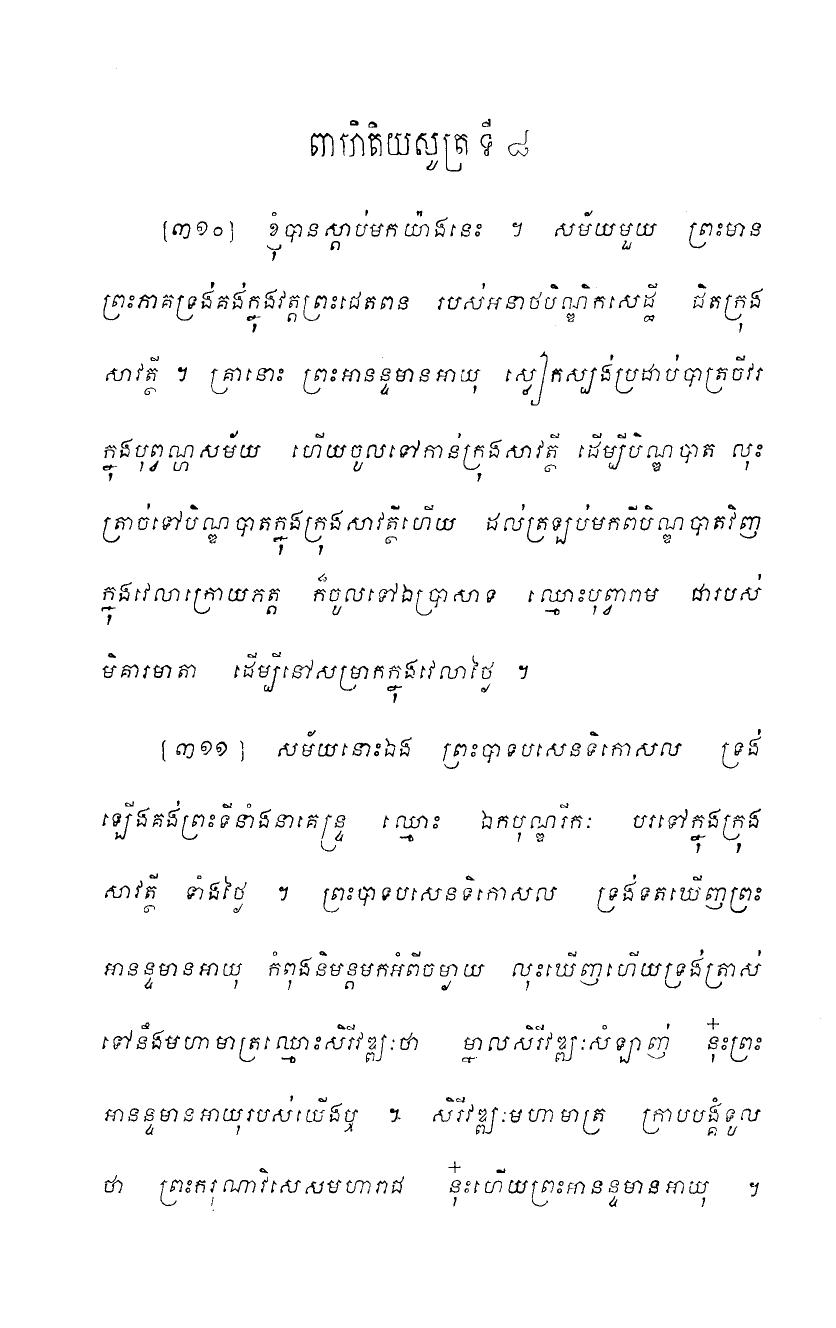 ពាហិតិយសូត្រ ទី ៨
[៣១០] ខ្ញុំបានស្តាប់មកយ៉ាងនេះ ។ សម័យមួយ ព្រះមាន
ព្រះភាគទ្រង់គង់ក្នុងវត្តព្រះជេតពន របស់អនាថបិណ្ឌិកសេដ្ឋី ជិតក្រុង
សាវត្ថី ។ គ្រានោះ ព្រះអានន្ទមានអាយុ ស្លៀកស្បង់ប្រដាប់បាត្រចីវរ
ក្នុងបុព្វណ្ហសម័យ ហើយចូលទៅកាន់ក្រុងសាវត្ថី ដើម្បីបិណ្ឌបាត លុះ
ត្រាច់ទៅបិណ្ឌបាតក្នុងក្រុងសាវត្ថីហើយ ដល់ត្រឡប់មកពីបិណ្ឌបាតវិញ
ក្នុងវេលាក្រោយភត្ត ក៏ចូលទៅឯប្រាសាទ ឈ្មោះបុព្វារាម ជារបស់
មិគារមាតា ដើម្បីនៅសម្រាកក្នុងវេលាថ្ងៃ ។
[៣១១] សម័យនោះឯង ព្រះបាទបសេនទិកោសល ទ្រង់
ឡើងគង់ព្រះទីនាំងនាគេន្ទ្រ ឈ្មោះ ឯកបុណ្ឌរីកៈ បរទៅក្នុងក្រុង
សាវត្ថី ទាំងថ្ងៃ ។ ព្រះបាទបសេនទិកោសល ទ្រង់ទតឃើញព្រះ
អានន្ទមានអាយុ កំពុងនិមន្តមកអំពីចម្ងាយ លុះឃើញហើយទ្រង់ត្រាស់
ទៅនឹងមហាមាត្រឈ្មោះសិរីវឌ្ឍៈថា ម្នាលសិរីវឌ្ឍៈសំឡាញ់ នុ៎ះព្រះ
អានន្ទមានអាយុរបស់យើងឬ ។ សិរីវឌ្ឍៈមហាមាត្រ ក្រាបបង្គំទូល
ថា ព្រះករុណាវិសេសមហារាជ នុ៎ះហើយព្រះអានន្ទមានអាយុ ។